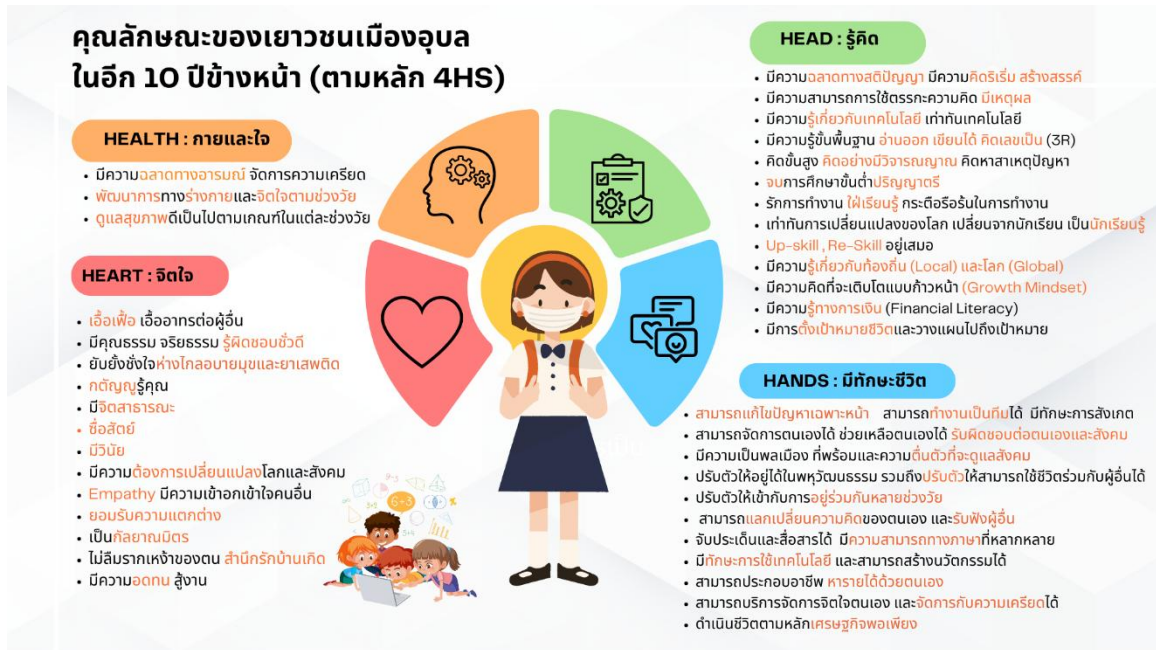 คุณลักษณะของเยาวชนเมืองอุบล
ในอีก 10 ปีข้างหน้า (ตามหลัก 4HS)
HEALTH : กายและใจ
• มีความฉลาดทางอารมณ์ จัดการความเครียด
• พัฒนาการทางร่างกายและจิตใจตามช่วงวัย
• ดูแลสุขภาพดีเป็นไปตามเกณฑ์ในแต่ละช่วงวัย
HEART : จิตใจ
• เอื้อเฟื้อ เอื้ออาทรต่อผู้อื่น
• มีคุณธรรม จริยธรรม รู้ผิดชอบชั่วดี
• ยับยั้งชั่งใจห่างไกลอบายมุขและยาเสพติด
• กตัญญูรู้คุณ
• มีจิตสาธารณะ
• ซื่อสัตย์
• มีวินัย
• มีความต้องการเปลี่ยนแปลงโลกและสังคม
• Empathy มีความเข้าอกเข้าใจคนอื่น
• ยอมรับความแตกต่าง
• เป็นกัลยาณมิตร
• ไม่ลืมรากเหง้าของตน สำนึกรักบ้านเกิด
• มีความอดทน สู้งาน
HEAD : รู้คิด
• มีความฉลาดทางสติปัญญา มีความคิดริเริ่ม สร้างสรรค์
• มีความสามารถการใช้ตรรกะความคิด มีเหตุผล
• มีความรู้เกี่ยวกับเทคโนโลยี เท่าทันเทคโนโลยี
• มีความรู้ขั้นพื้นฐาน อ่านออก เขียนได้ คิดเลขเป็น (3R)
• คิดขั้นสูง คิดอย่างมีวิจารณญาณ คิดหาสาเหตุปัญหา
• จบการศึกษาขั้นต่ำปริญญาตรี
• รักการทำงาน ใฝ่เรียนรู้ กระตือรือร้นในการทำงาน
• เท่าทันการเปลี่ยนแปลงของโลก เปลี่ยนจากนักเรียน เป็นนักเรียนรู้
• Up-skill , Re-Skill อยู่เสมอ
• มีความรู้เกี่ยวกับท้องถิ่น (Local) และโลก (Global)
• มีความคิดที่จะเติบโตแบบก้าวหน้า (Growth Mindset)
• มีความรู้ทางการเงิน (Financial Literacy)
• มีการตั้งเป้าหมายชีวิตและวางแผนไปถึงเป้าหมาย
HANDS : มีทักษะชีวิต
• สามารถแก้ไขปัญหาเฉพาะหน้า สามารถทำงานเป็นทีมได้ มีทักษะการสังเกต
• สามารถจัดการตนเองได้ ช่วยเหลือตนเองได้ รับผิดชอบต่อตนเองและสังคม
• มีความเป็นพลเมือง ที่พร้อมและความตื่นตัวที่จะดูแลสังคม
• ปรับตัวให้อยู่ได้ในพหุวัฒนธรรม รวมถึงปรับตัวให้สามารถใช้ชีวิตร่วมกับผู้อื่นได้
• ปรับตัวให้เข้ากับการอยู่ร่วมกับหลายช่วงวัย
• สามารถแลกเปลี่ยนความคิดของตนเอง และรับฟังผู้อื่น
• จับประเด็นและสื่อสารได้ มีความสามารถทางภาษาที่หลากหลาย
• มีทักษะการใช้เทคโนโลยี และสามารถสร้างนวัตกรรมได้
• สามารถประกอบอาชีพ หารายได้ด้วยตนเอง
• สามารถบริการจัดการจิตใจตนเอง และจัดการกับความเครียดได้
• ดำเนินชีวิตตามหลักเศรษฐกิจพอเพียง